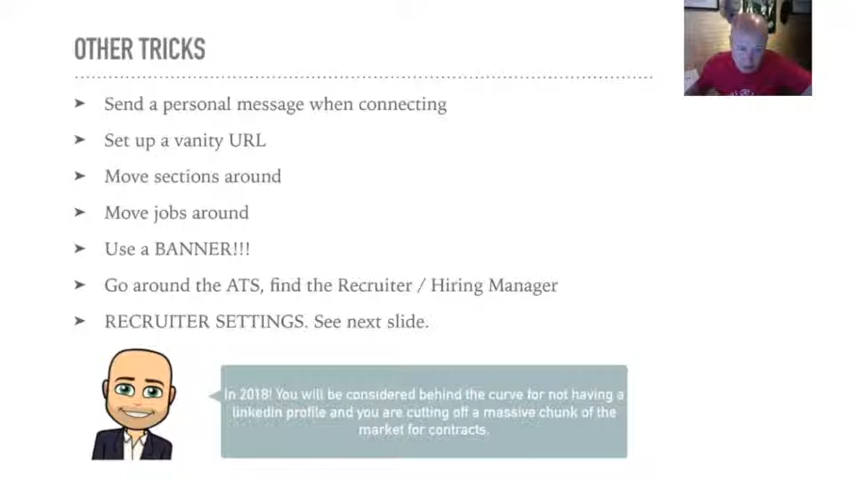 OTHER TRICKS
Send a personal message when connecting
Set up a vanity URL
Move sections around
Move jobs around
Use a BANNER!!!
Go around the ATS, find the Recruiter / Hiring Manager
RECRUITER SETTINGS. See next slide.
In 2018! You will be considered behind the curve for not having a
linkedin profile and you are cutting off a massive chunk of the
market for contracts.